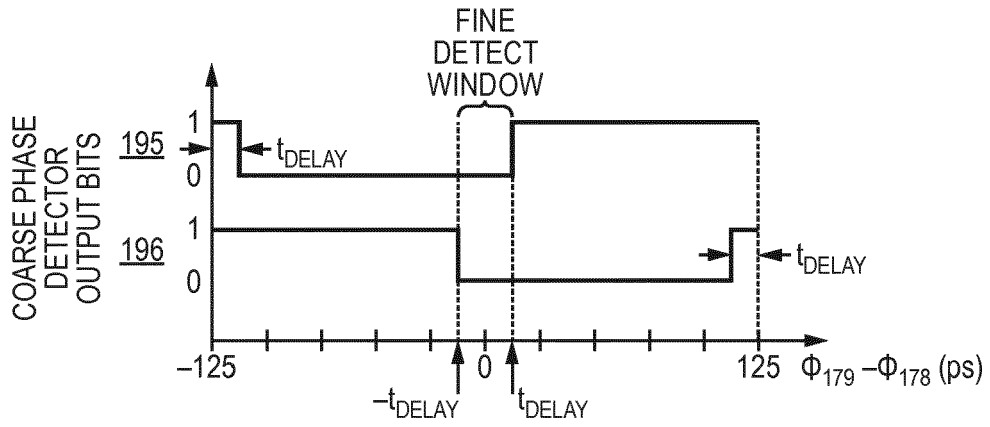 FINE
DETECT
WINDOW
COARSE PHASE
DETECTOR
OUTPUT BITS
195
1
0
tDELAY
196
1
0
tDELAY
–125
0
125
Φ179 –Φ178 (ps)
–tDELAY
tDELAY